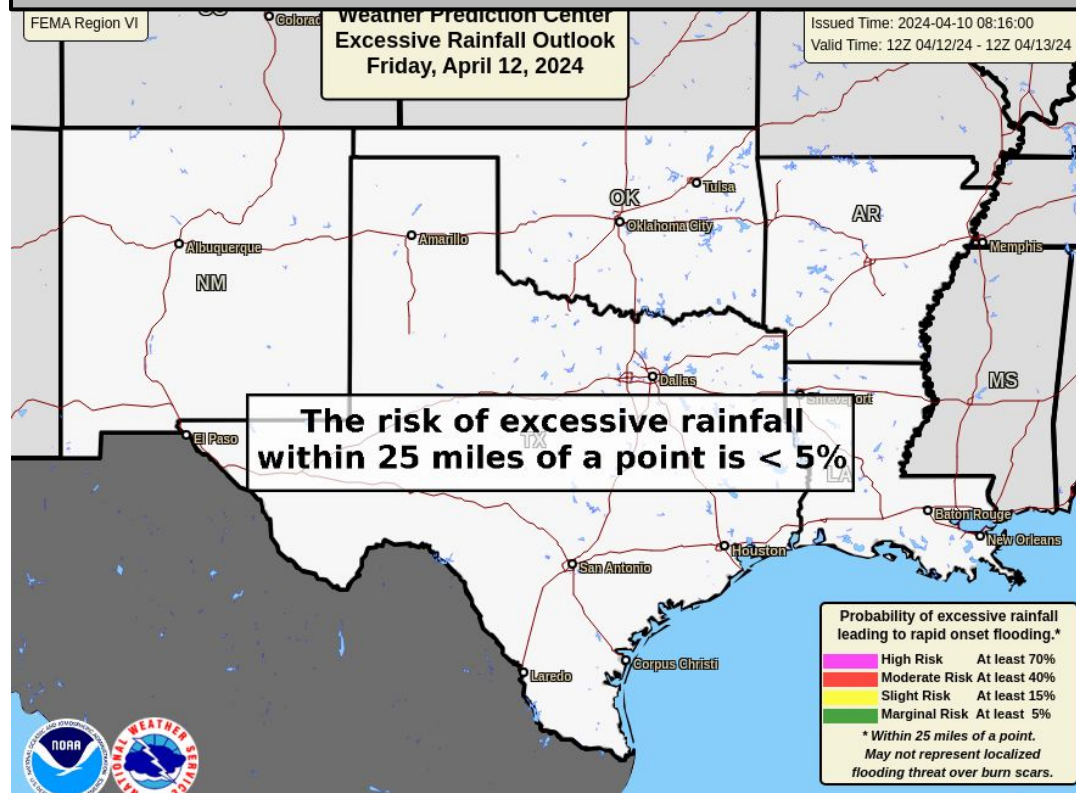 FEMA Region VI
Weather Prediction Center
Excessive Rainfall Outlook
Friday, April 12, 2024
Issued Time: 2024-04-10 08:16:00
Valid Time: 12Z 04/12/24 - 12Z 04/13/24
Tulsa
OK
Oklahoma City
AR
Amarillo
Albuquerque
Memphis
NM
Dallas
MS
Shreveport
The risk of excessive rainfall
within 25 miles of a point is < 5%
El Paso
TX
LA
Baton Rouge
New Orleans
Houston
San Antonio
Corpus Christi
Laredo
Probability of excessive rainfall
leading to rapid onset flooding.*
High Risk At least 70%
Moderate Risk At least 40%
Slight Risk At least 15%
Marginal Risk At least 5%
* Within 25 miles of a point.
May not represent localized
flooding threat over burn scars.
NOAA
NATIONAL WEATHER SERVICE